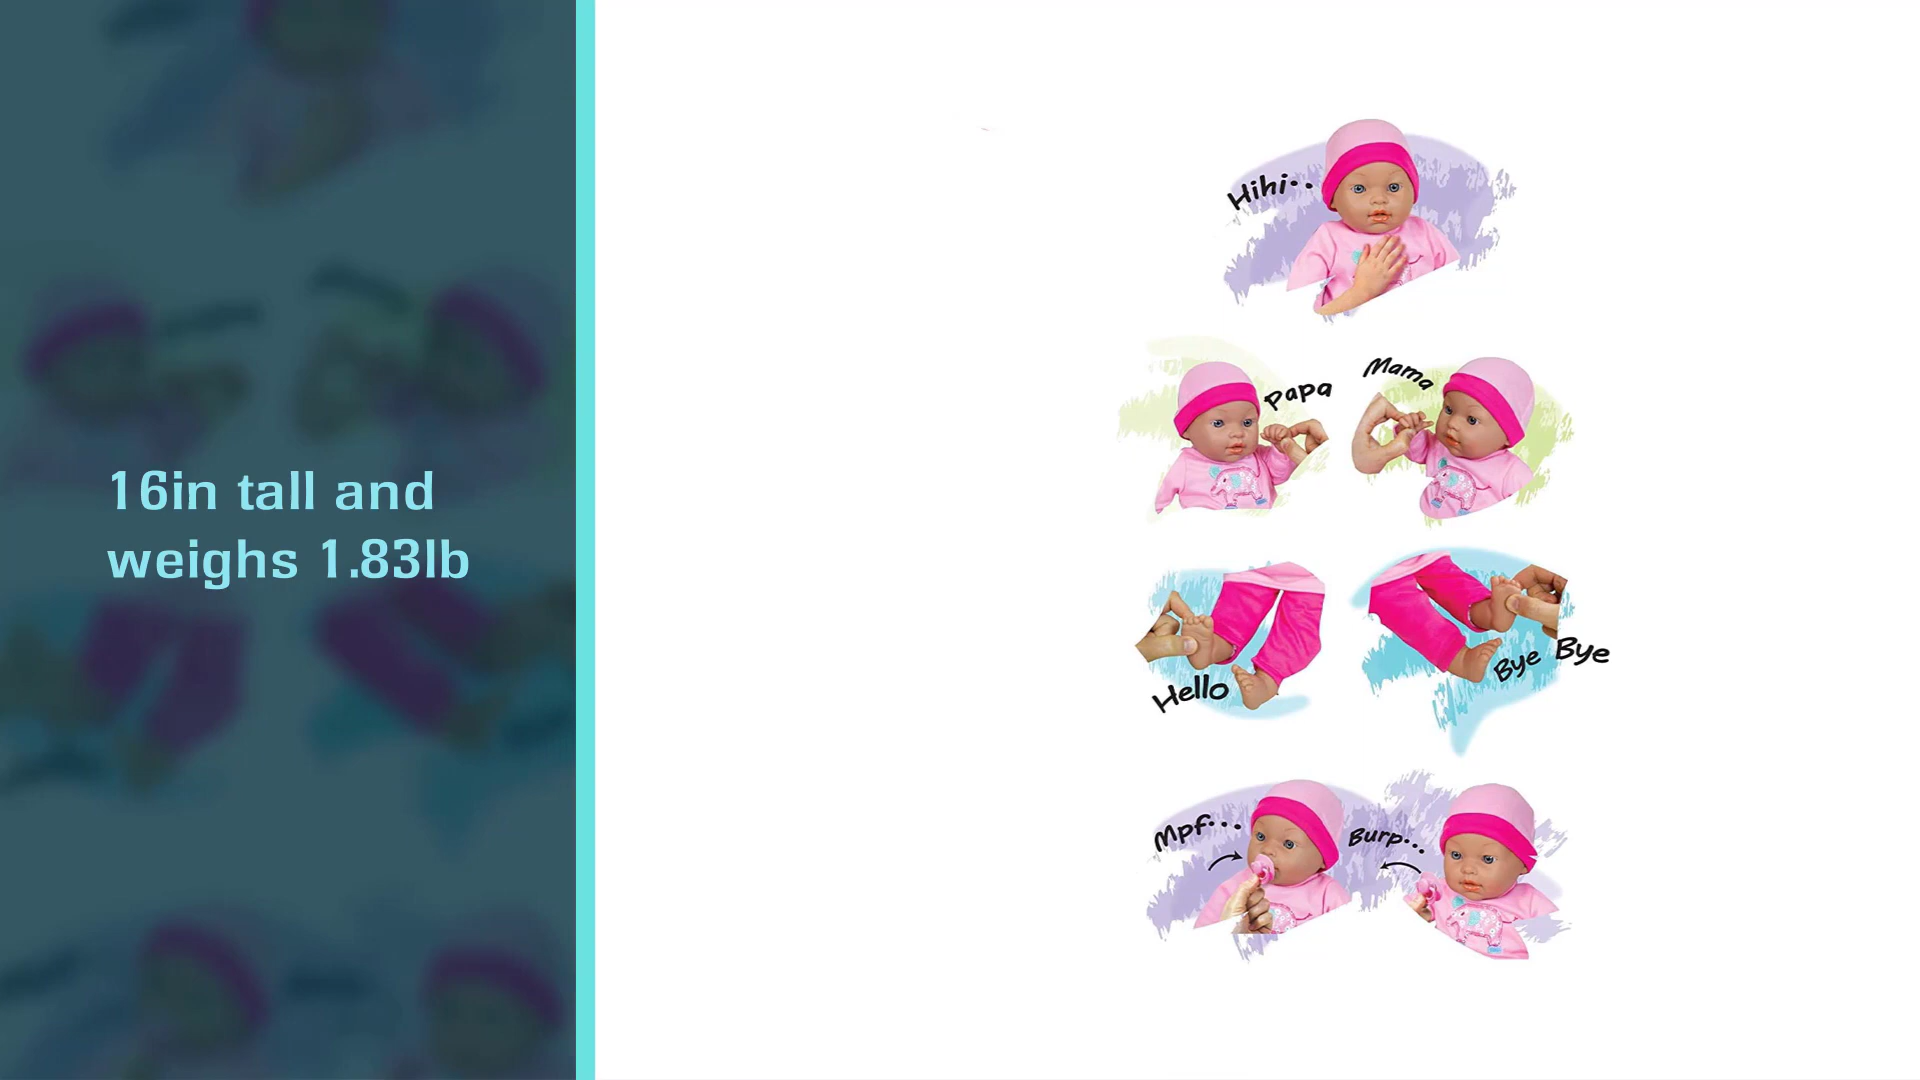 16in tall and
weighs 1.83lb
Hihi..
Papa
Mama
Hello
Bye Bye
Mpf...
Burp...